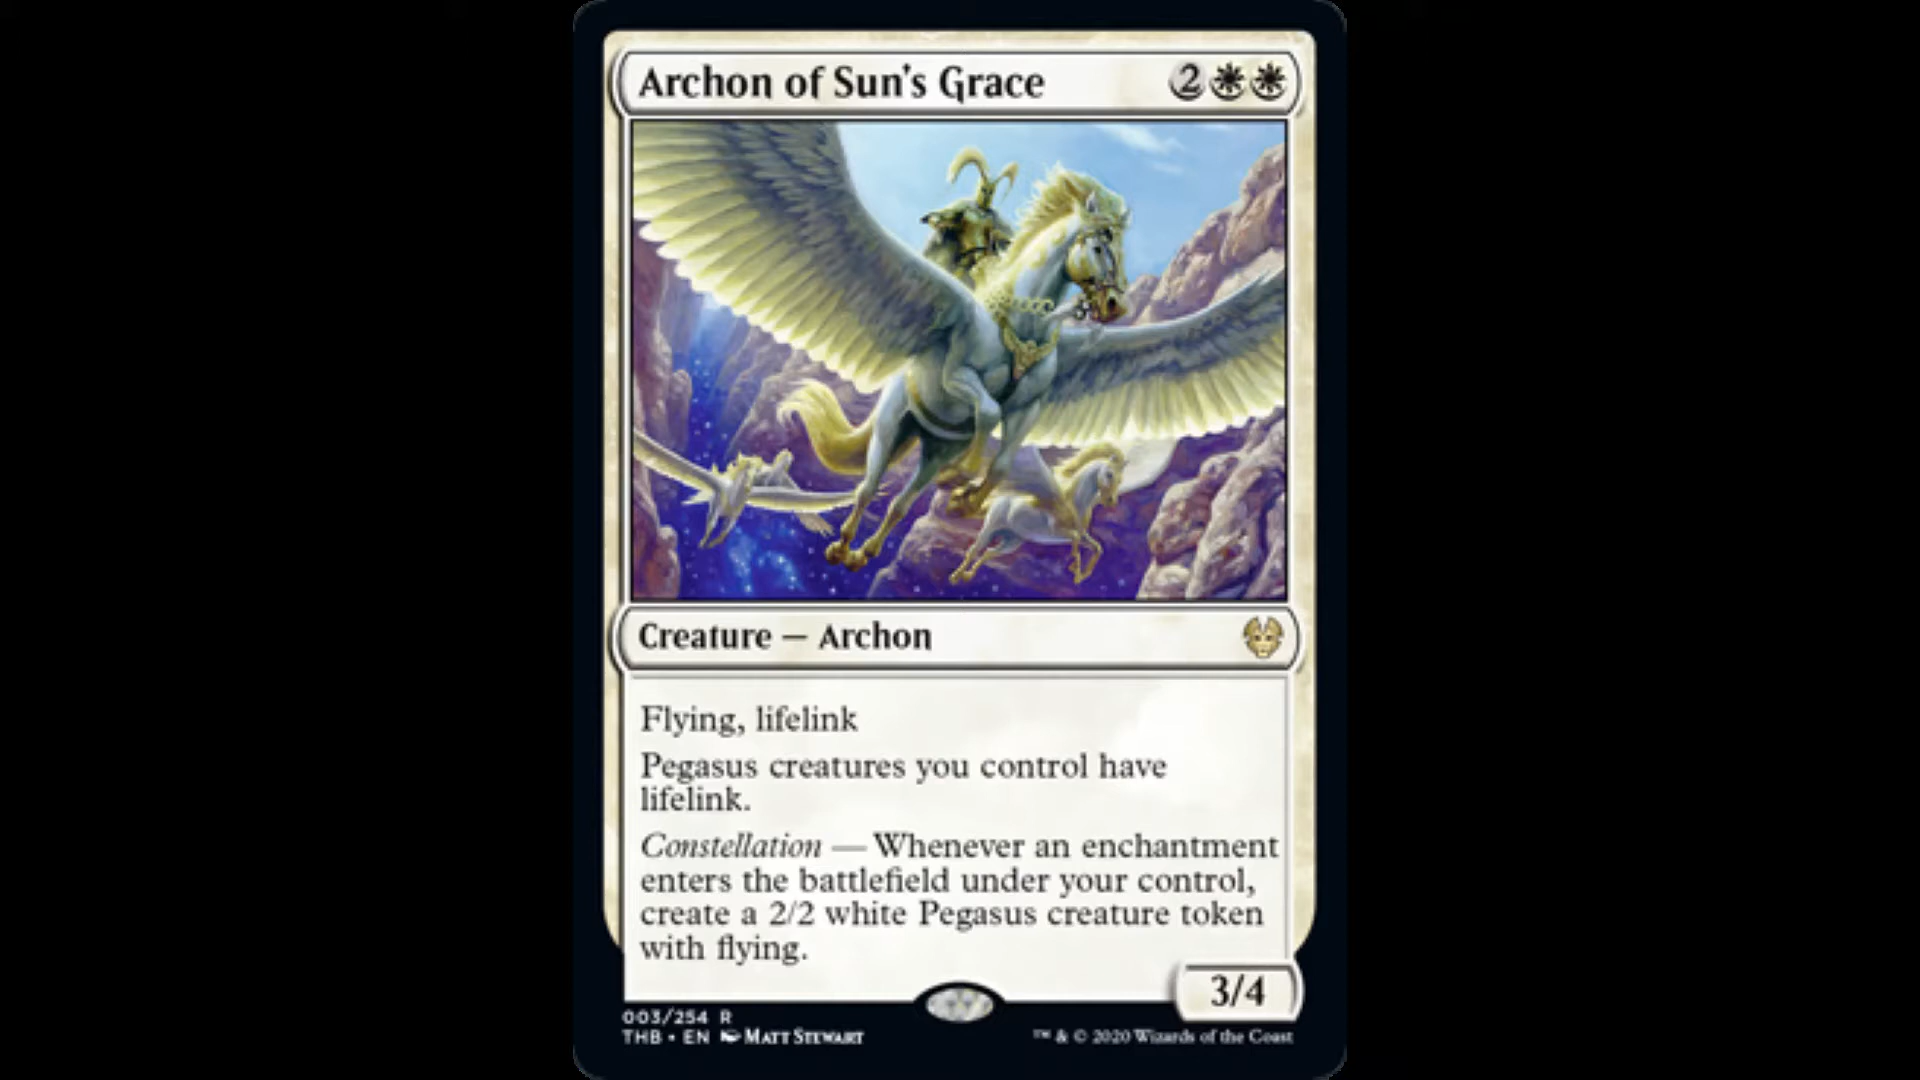 Archon of Sun's Grace 2
Creature — Archon
Flying, lifelink
Pegasus creatures you control have
lifelink.
Constellation — Whenever an enchantment
enters the battlefield under your control,
create a 2/2 white Pegasus creature token
with flying.
3/4
003/254 R
THB • EN Matt Stewart
™ & © 2020 Wizards of the Coast